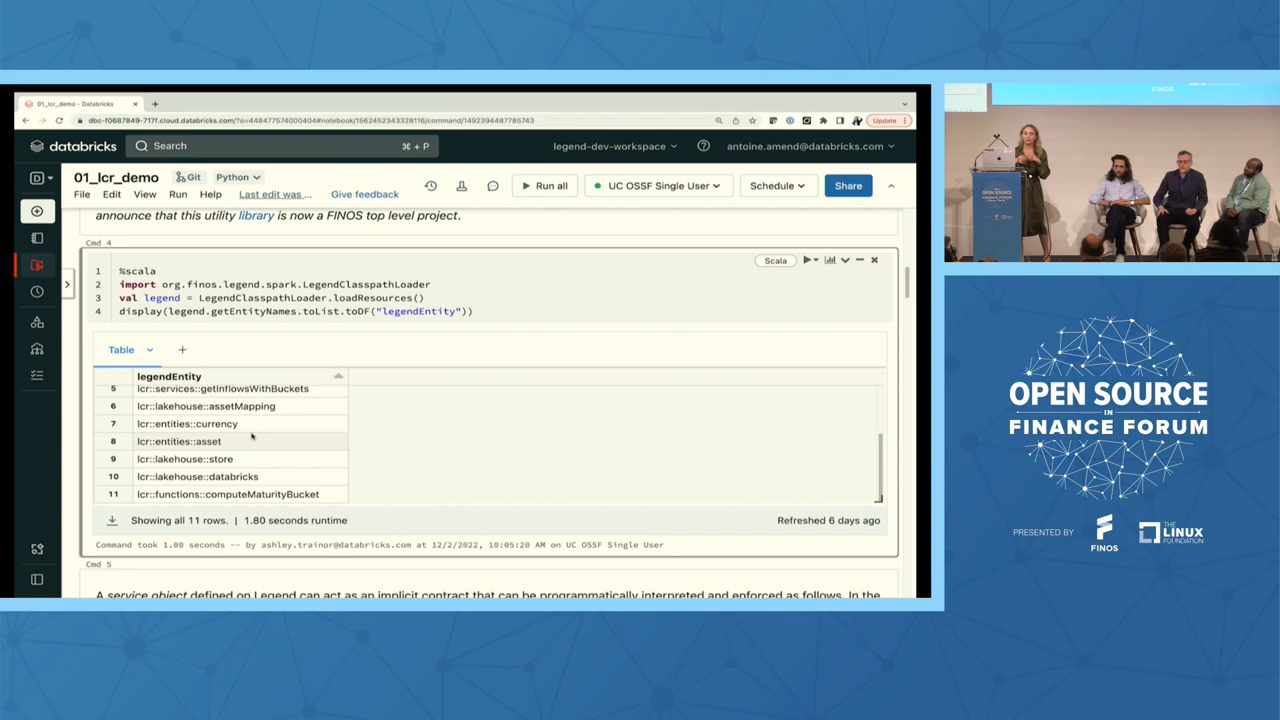 01_lcr_demo - Databricks
dbc-f0687849-717f.cloud.databricks.com/?o=448477574000404#notebook/1562452343328116/command/1492394487785743
Update
databricks
Search
⌘ + P
legend-dev-workspace
antoine.amend@databricks.com
D
01_lcr_demo
Git
Python
File Edit View Run Help Last edit was ... Give feedback
Run all
UC OSSF Single User
Schedule
Share
announce that this utility library is now a FINOS top level project.
Cmd 4
Scala
1 %scala
2 import org.finos.legend.spark.LegendClasspathLoader
3 val legend = LegendClasspathLoader.loadResources()
4 display(legend.getEntityNames.toList.toDF("legendEntity"))
Table +
legendEntity
5 lcr::services::getInflowsWithBuckets
6 lcr::lakehouse::assetMapping
7 lcr::entities::currency
8 lcr::entities::asset
9 lcr::lakehouse::store
10 lcr::lakehouse::databricks
11 lcr::functions::computeMaturityBucket
Showing all 11 rows. | 1.80 seconds runtime
Refreshed 6 days ago
Command took 1.80 seconds -- by ashley.trainor@databricks.com at 12/2/2022, 10:05:20 AM on UC OSSF Single User
Cmd 5
A service object defined on Legend can act as an implicit contract that can be programmatically interpreted and enforced as follows. In the
FINOS
OPEN SOURCE
IN
FINANCE FORUM
OPEN SOURCE
IN
FINANCE FORUM
PRESENTED BY
FINOS
THE
LINUX
FOUNDATION